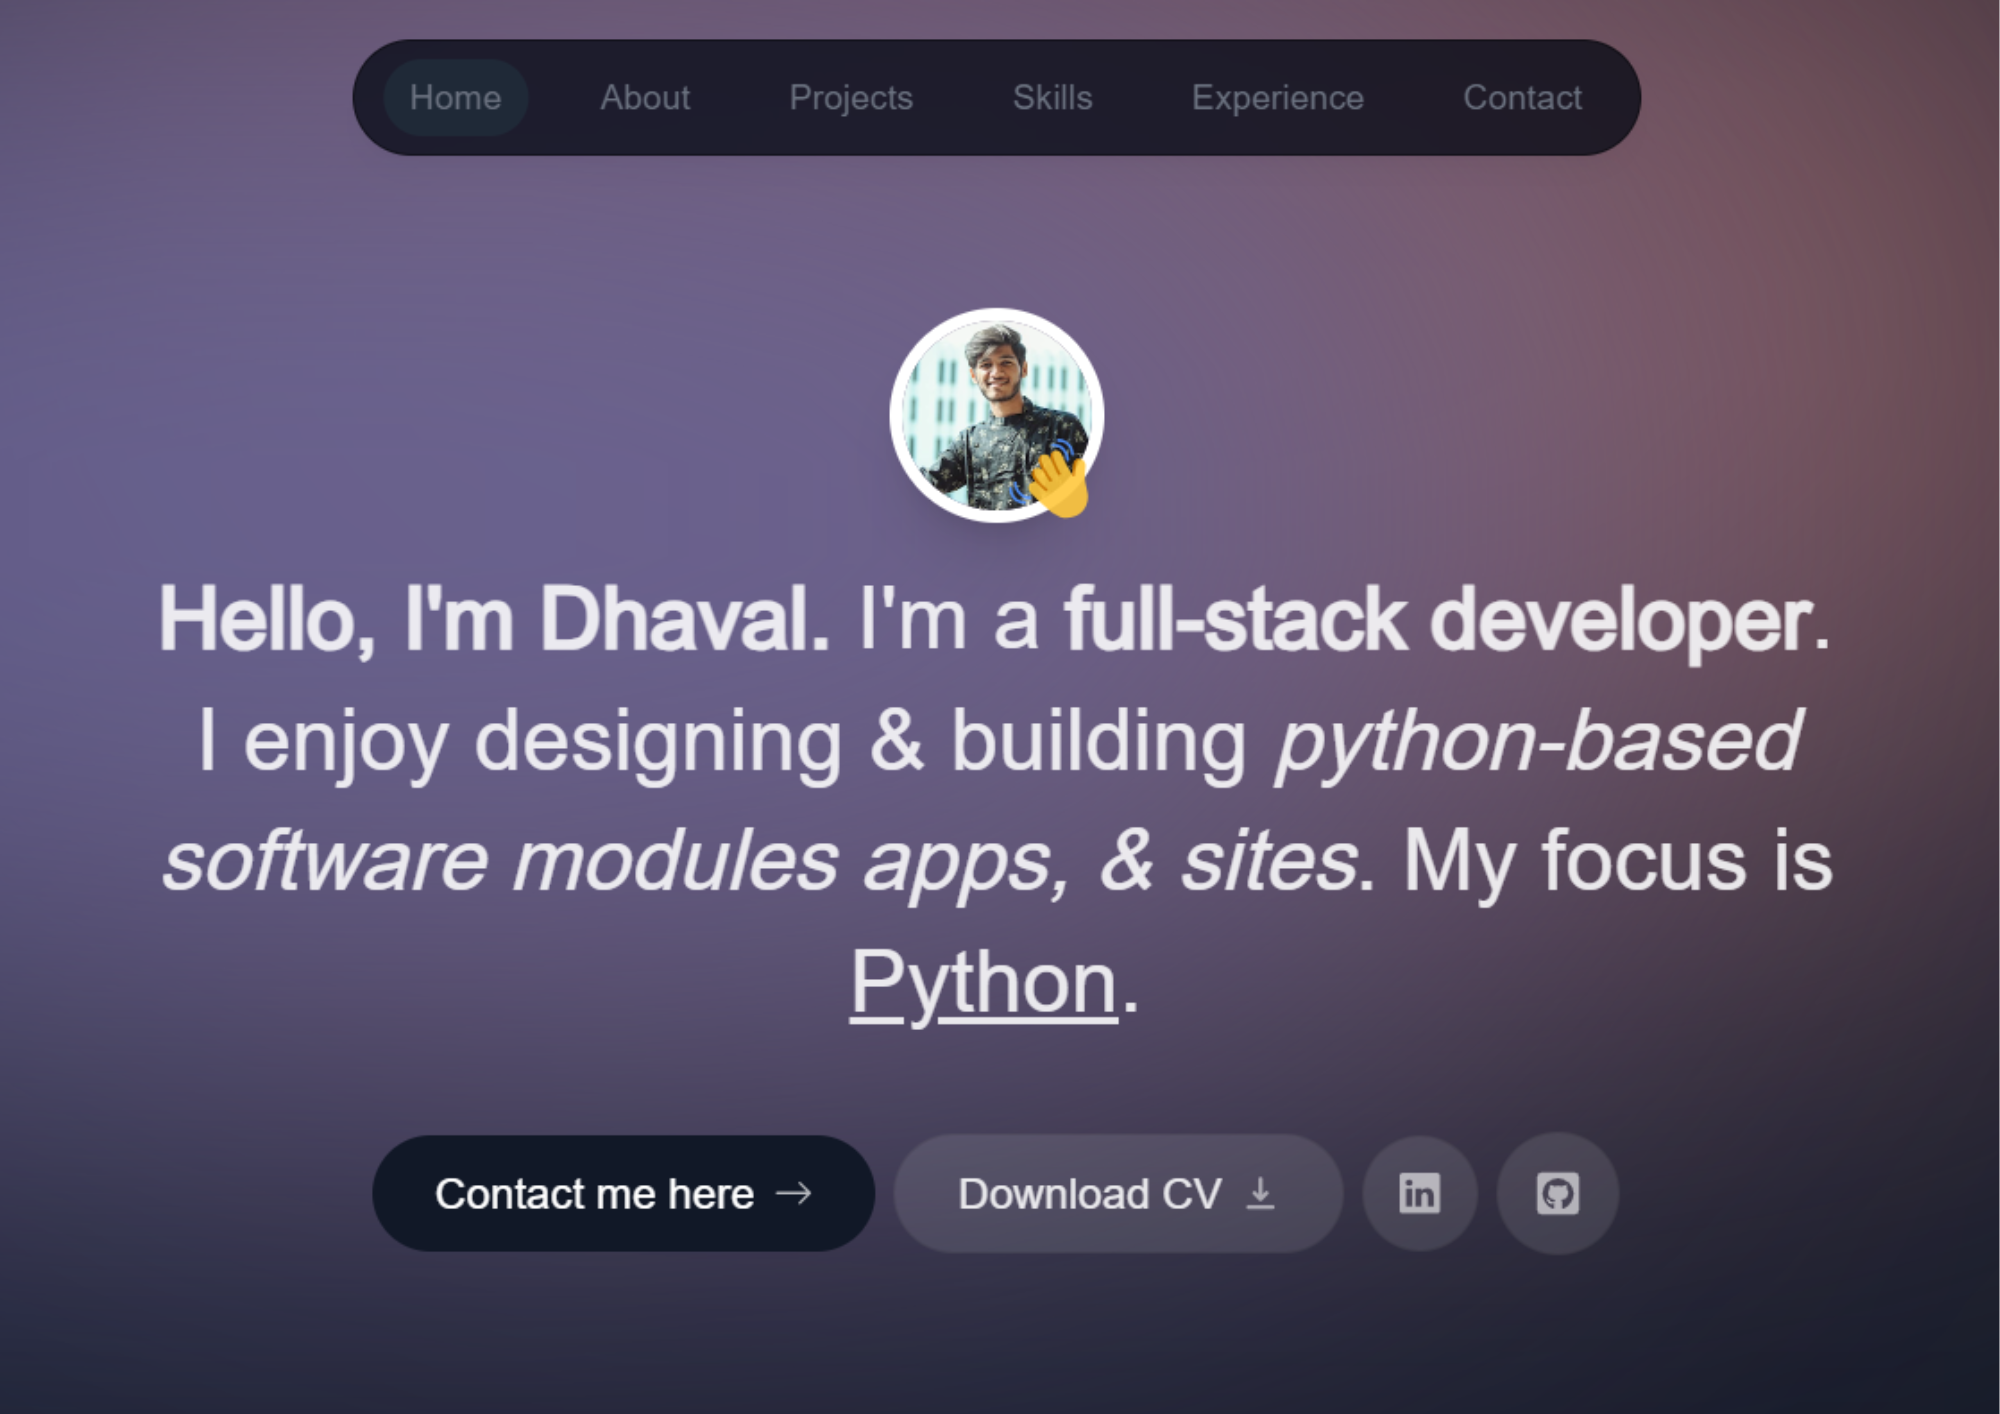 Home About Projects Skills Experience Contact
Hello, I'm Dhaval. I'm a full-stack developer.
I enjoy designing & building python-based
software modules apps, & sites. My focus is
Python.
Contact me here → Download CV in